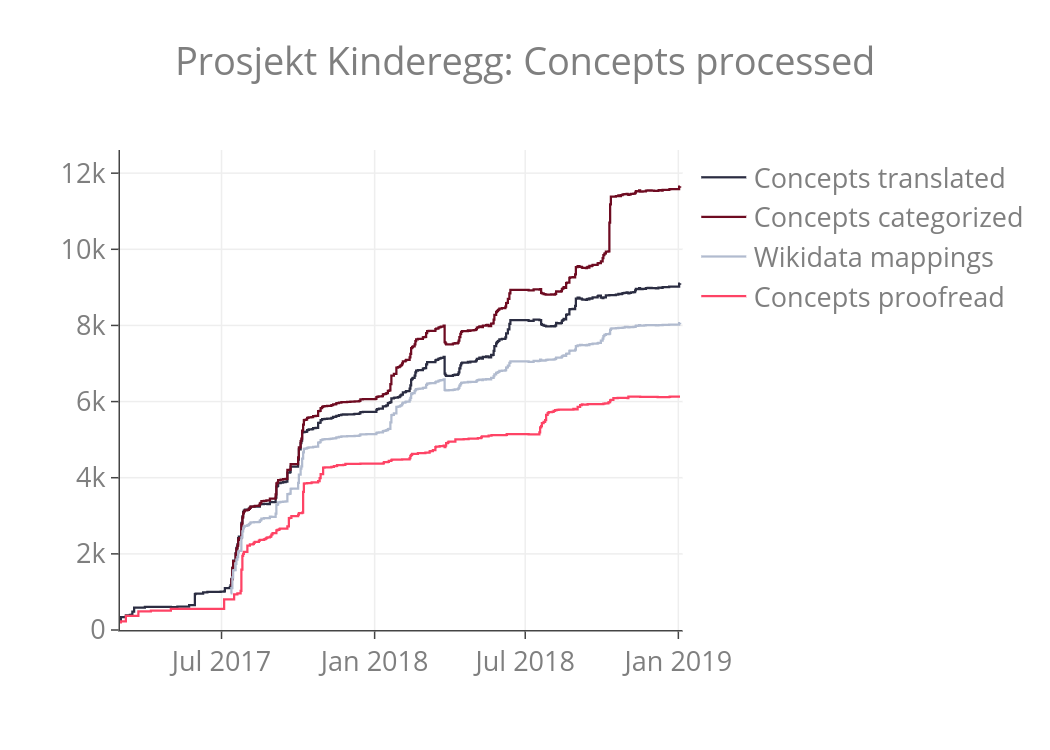 Prosjekt Kinderegg: Concepts processed
12k
10k
8k
6k
4k
2k
0
Jul 2017
Jan 2018
Jul 2018
Jan 2019
Concepts translated
Concepts categorized
Wikidata mappings
Concepts proofread